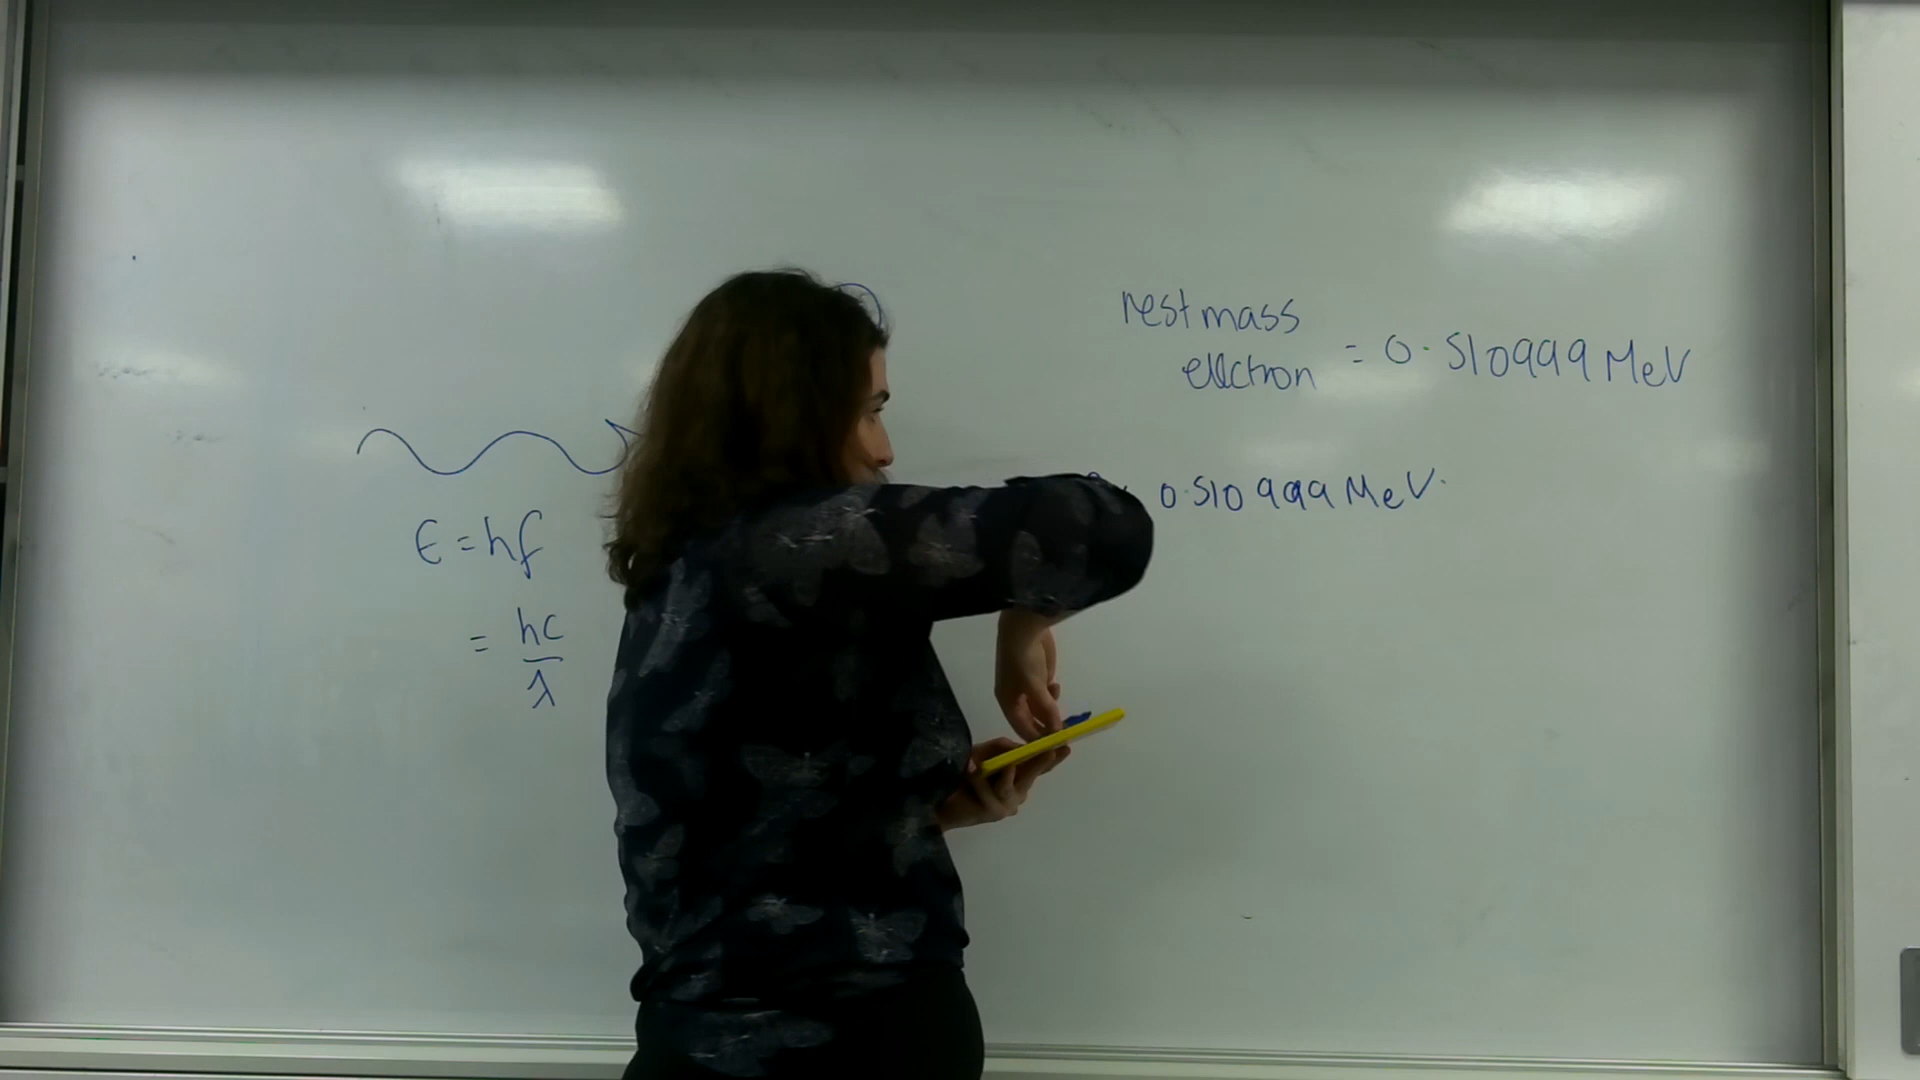 rest mass
electron = 0.510999 MeV
0.510999 MeV.
E = hf
= hc
λ